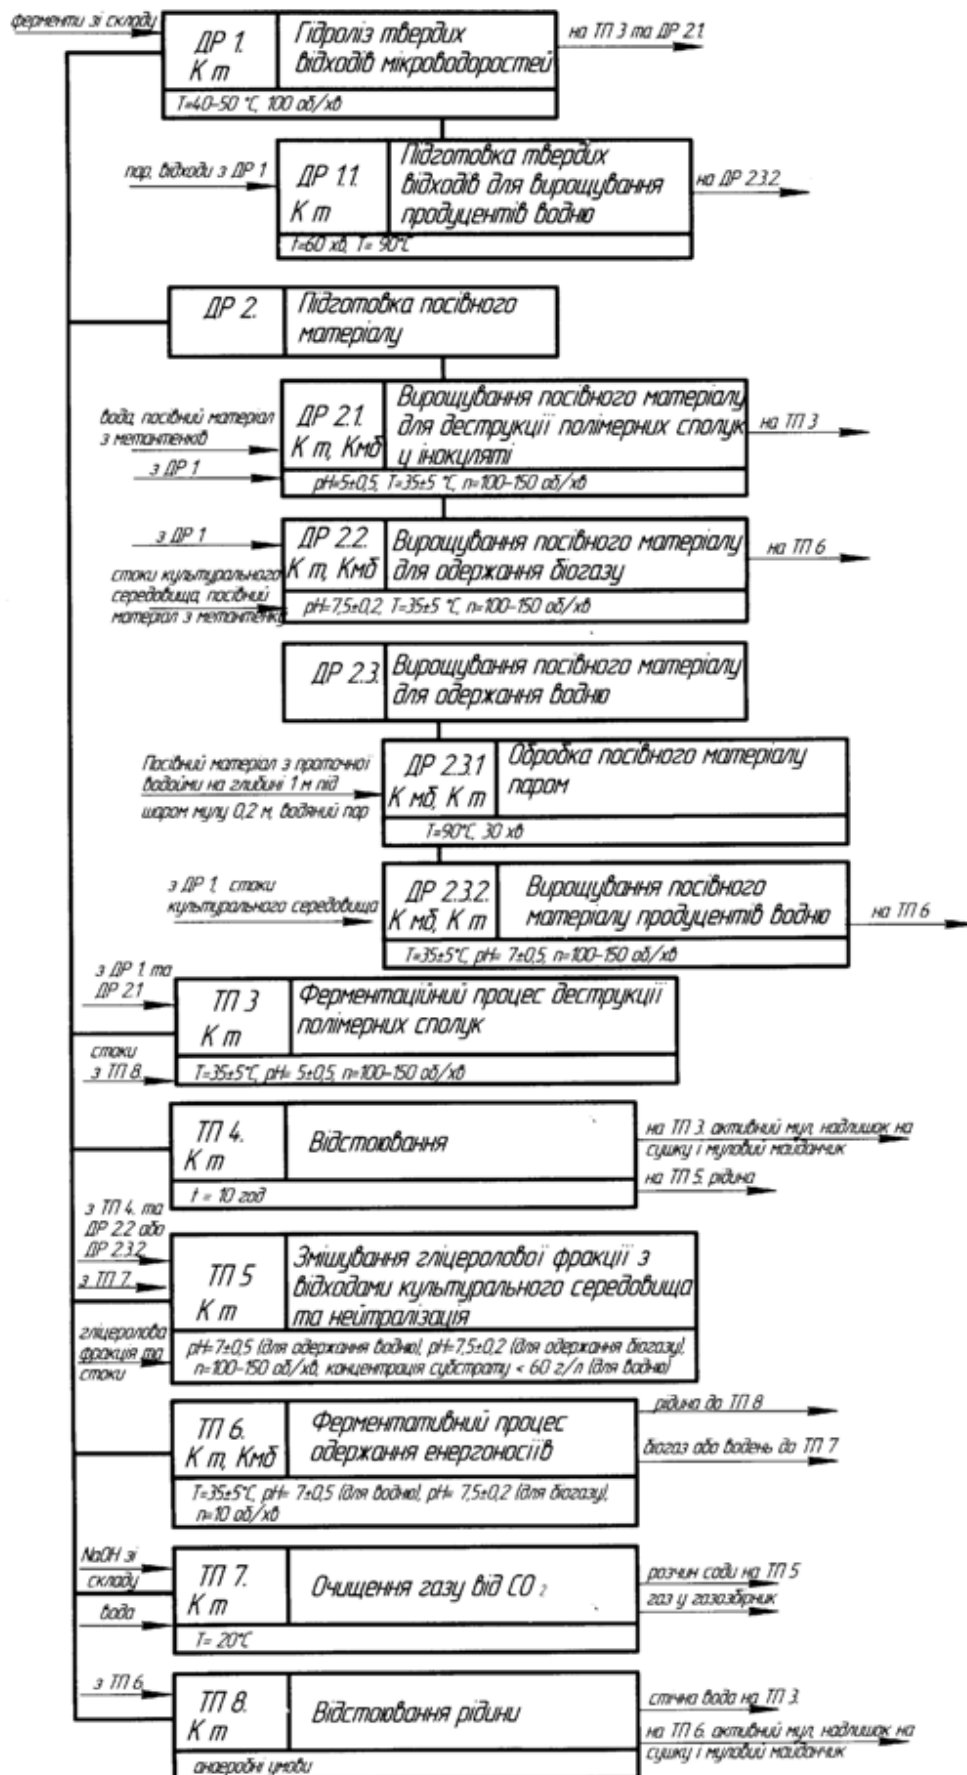 ферменти зі складу
ДР 1.
К т
Гідроліз твердих
відходів мікроводоростей
на ТП 3 та ДР 2.1.
T=40-50 °С, 100 об/хв
пар, відходи з ДР 1
ДР 1.1.
К т
Підготовка твердих
відходів для вирощування
продуцентів водню
на ДР 2.3.2
t=60 хв, Т= 90°С
ДР 2.
Підготовка посівного
матеріалу
вода, посівний матеріал
з метантенків
з ДР 1
ДР 2.1.
К т, Кмб
Вирощування посівного матеріалу
для деструкції полімерних сполук
у інокуляті
на ТП 3
pH=5±0,5, T=35±5 °С, n=100-150 об/хв
з ДР 1
стоки культурального
середовища, посівний
матеріал з метантенку
ДР 2.2.
К т, Кмб
Вирощування посівного матеріалу
для одержання біогазу
на ТП 6
pH=7,5±0,2, T=35±5 °С, n=100-150 об/хв
ДР 2.3.
Вирощування посівного матеріалу
для одержання водню
Посівний матеріал з проточної
водойми на глибині 1 м під
шаром мулу 0,2 м, водяний пар
ДР 2.3.1
К мб, К т
Обробка посівного матеріалу
паром
T=90°С, 30 хв
з ДР 1, стоки
культурального середовища
ДР 2.3.2.
К мб, К т
Вирощування посівного
матеріалу продуцентів водню
на ТП 6
T=35±5°С, pH= 7±0,5, n=100-150 об/хв
з ДР 1. та
ДР 2.1
стоки
з ТП 8.
ТП 3
К т
Ферментаційний процес деструкції
полімерних сполук
T=35±5°С, pH= 5±0,5, n=100-150 об/хв
ТП 4.
К т
Відстоювання
на ТП 3. активний мул, надлишок на
сушку і муловий майданчик
на ТП 5. рідина
t = 10 год
з ТП 4. та
ДР 2.2 або
ДР 2.3.2
з ТП 7.
гліцеролова
фракція та
стоки
ТП 5
К т
Змішування гліцеролової фракції з
відходами культурального середовища
та нейтралізація
pH=7±0,5 (для одержання водню), pH=7,5±0,2 (для одержання біогазу),
n=100-150 об/хв, концентрація субстрату < 60 г/л (для водню)
ТП 6.
К т, Кмб
Ферментативний процес
одержання енергоносіїв
рідина до ТП 8
біогаз або водень до ТП 7
T=35±5°С, pH= 7±0,5 (для водню), pH= 7,5±0,2 (для біогазу),
n=10 об/хв
NaOH зі
складу
вода
ТП 7.
К т
Очищення газу від CO 2
розчин соди на ТП 5
газ у газозбірник
T= 20°С
з ТП 6
ТП 8.
К т
Відстоювання рідини
стічна вода на ТП 3.
на ТП 6. активний мул, надлишок на
сушку і муловий майданчик
анаеробні умови